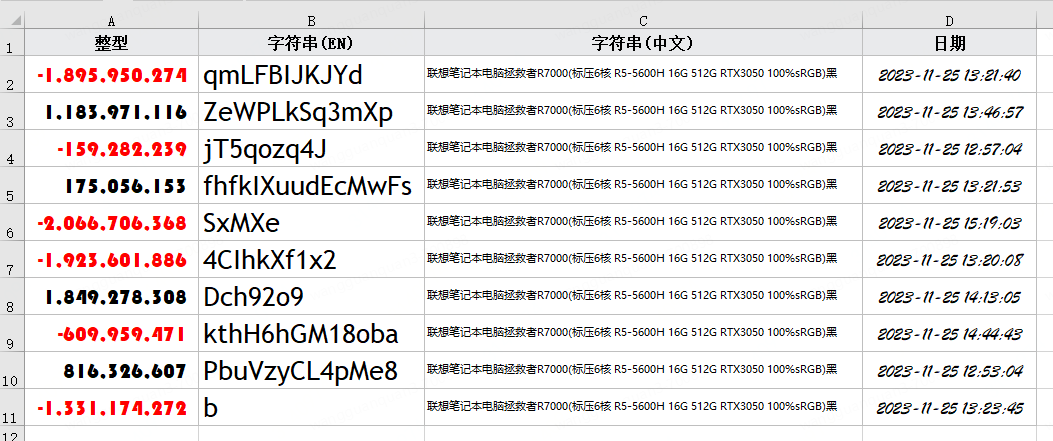 A B C D
1 整型 字符串(EN) 字符串(中文) 日期
2 -1.895.950.274 qmLFBIJKJYd 联想笔记本电脑拯救者R7000(标压6核 R5-5600H 16G 512G RTX3050 100%sRGB)黑 2023-11-25 13:21:40
3 1.183.971.116 ZeWPLkSq3mXp 联想笔记本电脑拯救者R7000(标压6核 R5-5600H 16G 512G RTX3050 100%sRGB)黑 2023-11-25 13:46:57
4 -159.282.239 jT5qozq4J 联想笔记本电脑拯救者R7000(标压6核 R5-5600H 16G 512G RTX3050 100%sRGB)黑 2023-11-25 12:57:04
5 175.056.153 fhfkIXuudEcMwFs 联想笔记本电脑拯救者R7000(标压6核 R5-5600H 16G 512G RTX3050 100%sRGB)黑 2023-11-25 13:21:53
6 -2.066.706.368 SxMXe 联想笔记本电脑拯救者R7000(标压6核 R5-5600H 16G 512G RTX3050 100%sRGB)黑 2023-11-25 15:19:03
7 -1.923.601.886 4CIhkXf1x2 联想笔记本电脑拯救者R7000(标压6核 R5-5600H 16G 512G RTX3050 100%sRGB)黑 2023-11-25 13:20:08
8 1.849.278.308 Dch92o9 联想笔记本电脑拯救者R7000(标压6核 R5-5600H 16G 512G RTX3050 100%sRGB)黑 2023-11-25 14:13:05
9 -609.959.471 kthH6hGM18oba 联想笔记本电脑拯救者R7000(标压6核 R5-5600H 16G 512G RTX3050 100%sRGB)黑 2023-11-25 14:44:43
10 816.326.607 PbuVzyCL4pMe8 联想笔记本电脑拯救者R7000(标压6核 R5-5600H 16G 512G RTX3050 100%sRGB)黑 2023-11-25 12:53:04
11 -1.331.174.272 b 联想笔记本电脑拯救者R7000(标压6核 R5-5600H 16G 512G RTX3050 100%sRGB)黑 2023-11-25 13:23:45
12